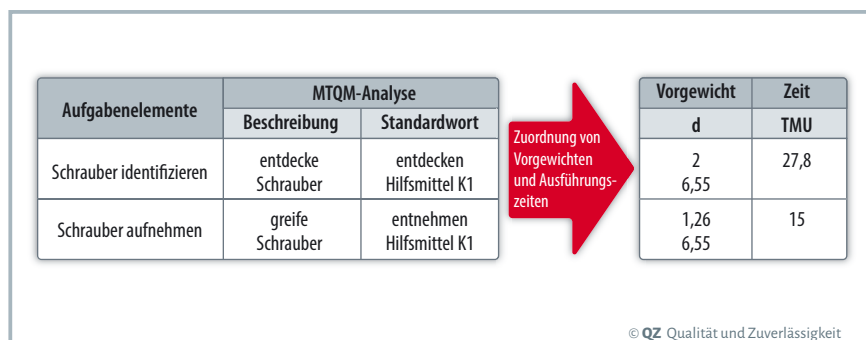 Aufgabenelemente MTQM-Analyse
Beschreibung Standardwort
Schrauber identifizieren entdecke Schrauber entdecken Hilfsmittel K1
Schrauber aufnehmen greife Schrauber entnehmen Hilfsmittel K1
Zuordnung von
Vorgewichten
und Ausführungs-
zeiten
Vorgewicht Zeit
d TMU
2 27,8
6,55
1,26 15
6,55
© QZ Qualität und Zuverlässigkeit